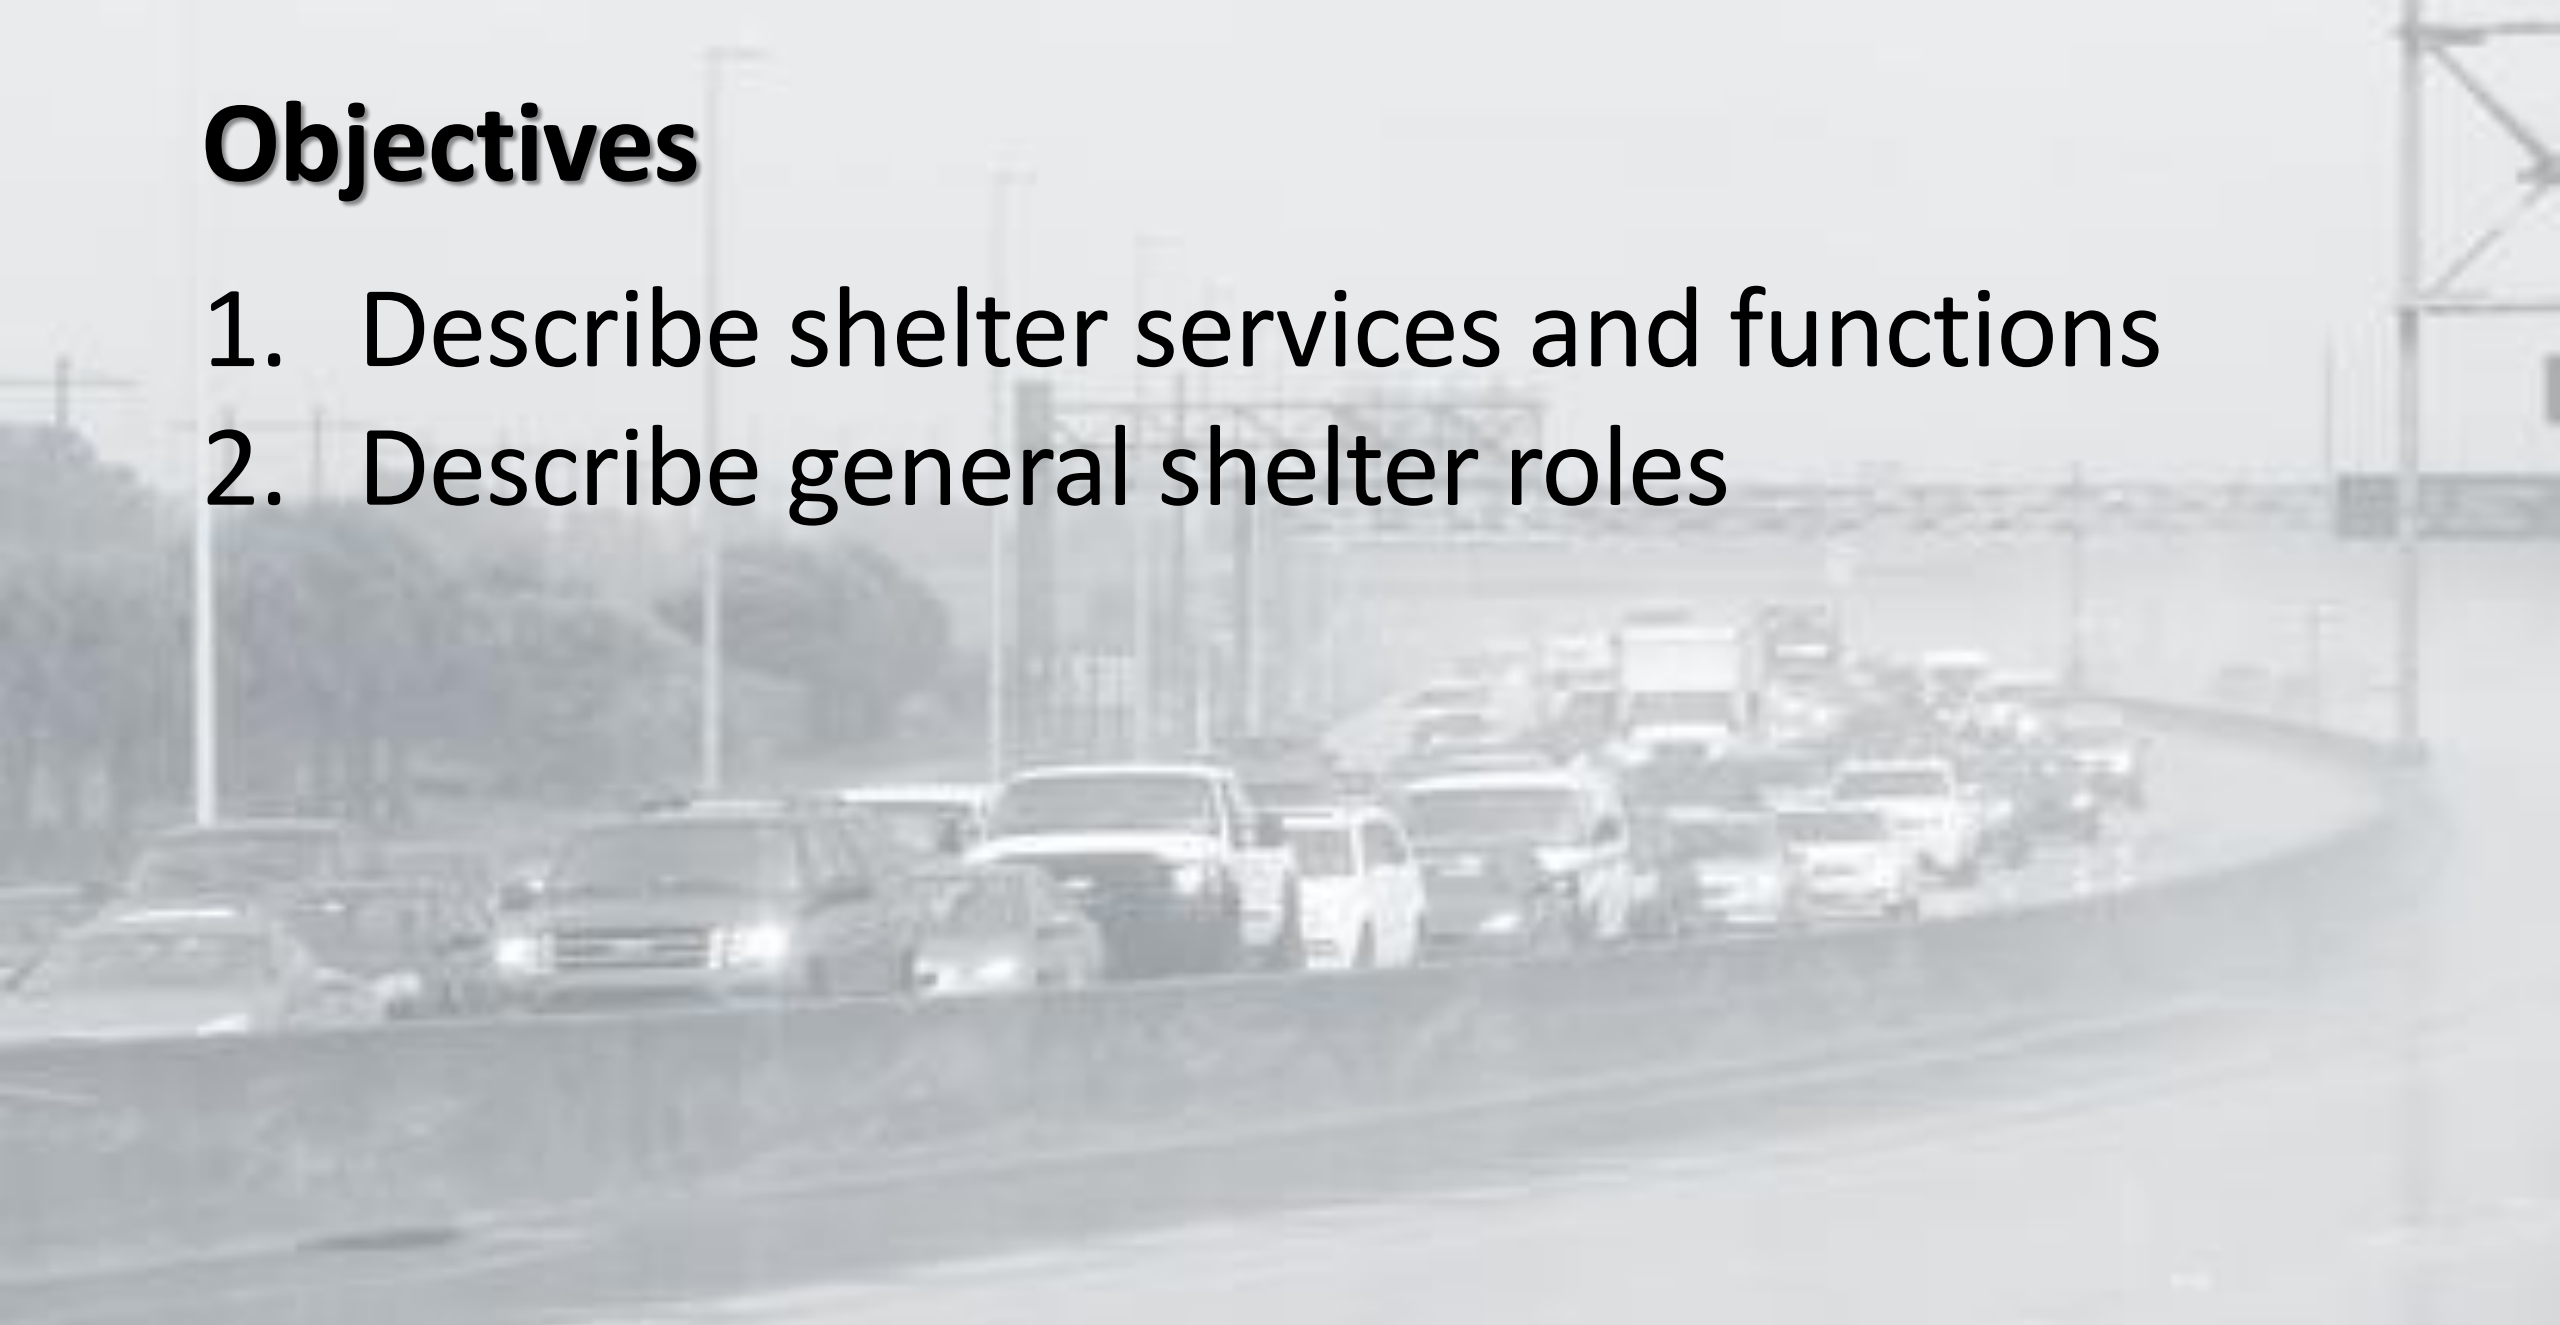 Objectives
1. Describe shelter services and functions
2. Describe general shelter roles